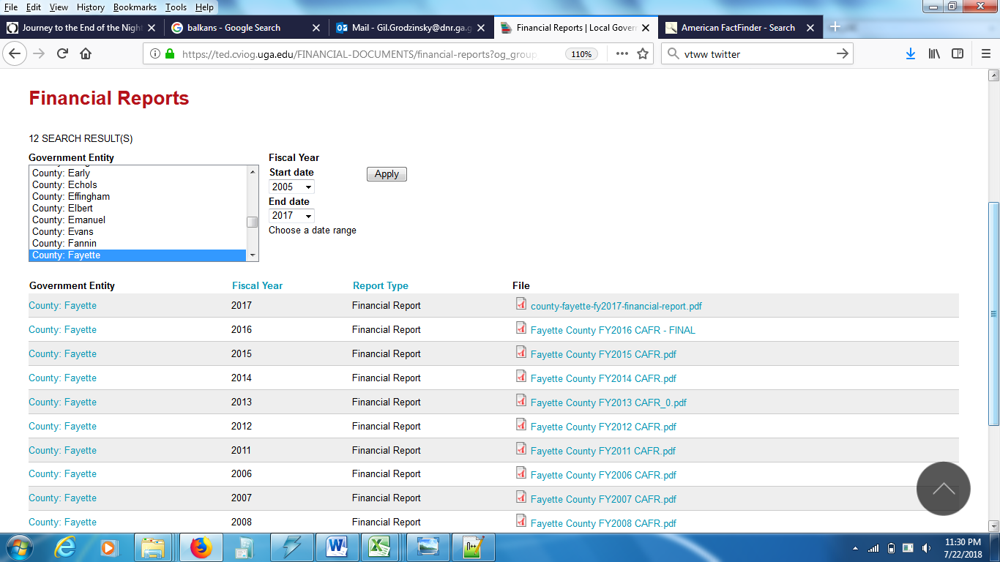 File Edit View History Bookmarks Tools Help
Journey to the End of the Night
balkans - Google Search
Mail - Gil.Grodzinsky@dnr.ga.g
Financial Reports | Local Govern
American FactFinder - Search
https://ted.cviog.uga.edu/FINANCIAL-DOCUMENTS/financial-reports?og_group
110%
vtww twitter
Financial Reports
12 SEARCH RESULT(S)
Government Entity
County: Early
County: Echols
County: Effingham
County: Elbert
County: Emanuel
County: Evans
County: Fannin
County: Fayette
Fiscal Year
Start date
2005
End date
2017
Choose a date range
Apply
Government Entity Fiscal Year Report Type File
County: Fayette 2017 Financial Report county-fayette-fy2017-financial-report.pdf
County: Fayette 2016 Financial Report Fayette County FY2016 CAFR - FINAL
County: Fayette 2015 Financial Report Fayette County FY2015 CAFR.pdf
County: Fayette 2014 Financial Report Fayette County FY2014 CAFR.pdf
County: Fayette 2013 Financial Report Fayette County FY2013 CAFR_0.pdf
County: Fayette 2012 Financial Report Fayette County FY2012 CAFR.pdf
County: Fayette 2011 Financial Report Fayette County FY2011 CAFR.pdf
County: Fayette 2006 Financial Report Fayette County FY2006 CAFR.pdf
County: Fayette 2007 Financial Report Fayette County FY2007 CAFR.pdf
County: Fayette 2008 Financial Report Fayette County FY2008 CAFR.pdf
11:30 PM
7/22/2018